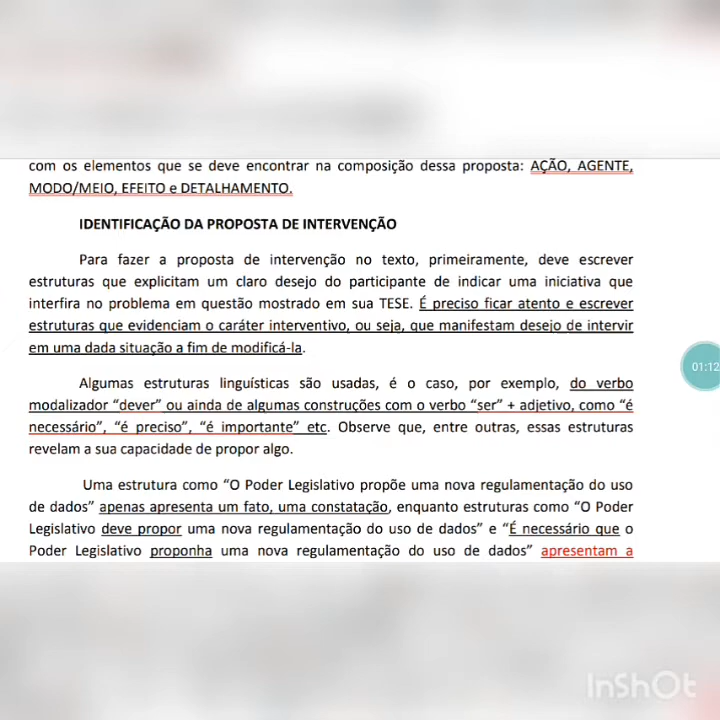 com os elementos que se deve encontrar na composição dessa proposta: AÇÃO, AGENTE,
MODO/MEIO, EFEITO e DETALHAMENTO.
IDENTIFICAÇÃO DA PROPOSTA DE INTERVENÇÃO
Para fazer a proposta de intervenção no texto, primeiramente, deve escrever
estruturas que explicitam um claro desejo do participante de indicar uma iniciativa que
interfira no problema em questão mostrado em sua TESE. É preciso ficar atento e escrever
estruturas que evidenciam o caráter interventivo, ou seja, que manifestam desejo de intervir
em uma dada situação a fim de modificá-la.
Algumas estruturas linguísticas são usadas, é o caso, por exemplo, do verbo
modalizador “dever” ou ainda de algumas construções com o verbo “ser” + adjetivo, como “é
necessário”, “é preciso”, “é importante” etc. Observe que, entre outras, essas estruturas
revelam a sua capacidade de propor algo.
Uma estrutura como “O Poder Legislativo propõe uma nova regulamentação do uso
de dados” apenas apresenta um fato, uma constatação, enquanto estruturas como “O Poder
Legislativo deve propor uma nova regulamentação do uso de dados” e “É necessário que o
Poder Legislativo proponha uma nova regulamentação do uso de dados” apresentam a
01:12
InShOt